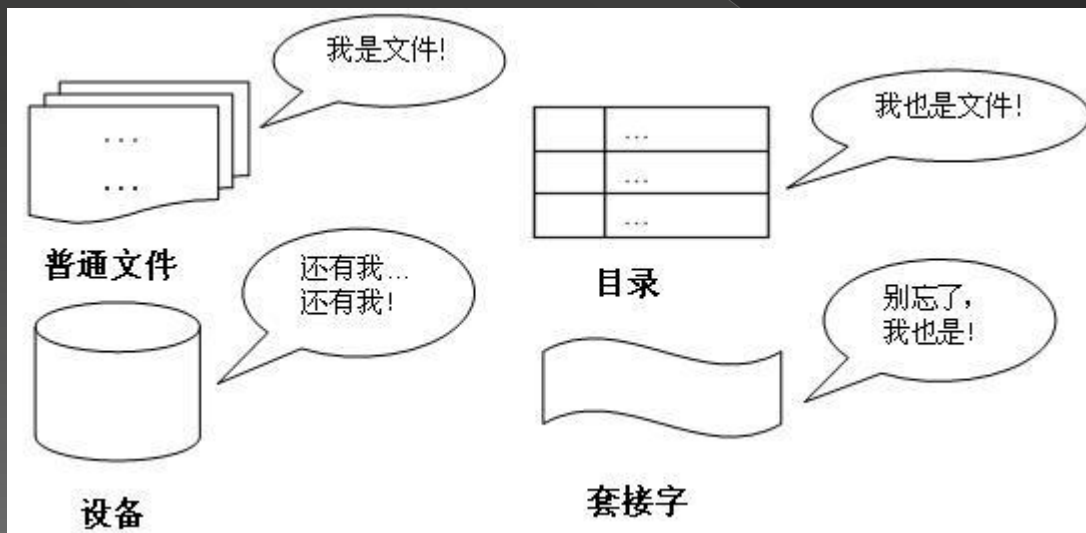 我是文件!
...
...
普通文件
我也是文件!
...
...
...
目录
还有我...
还有我!
设备
别忘了,
我也是!
套接字